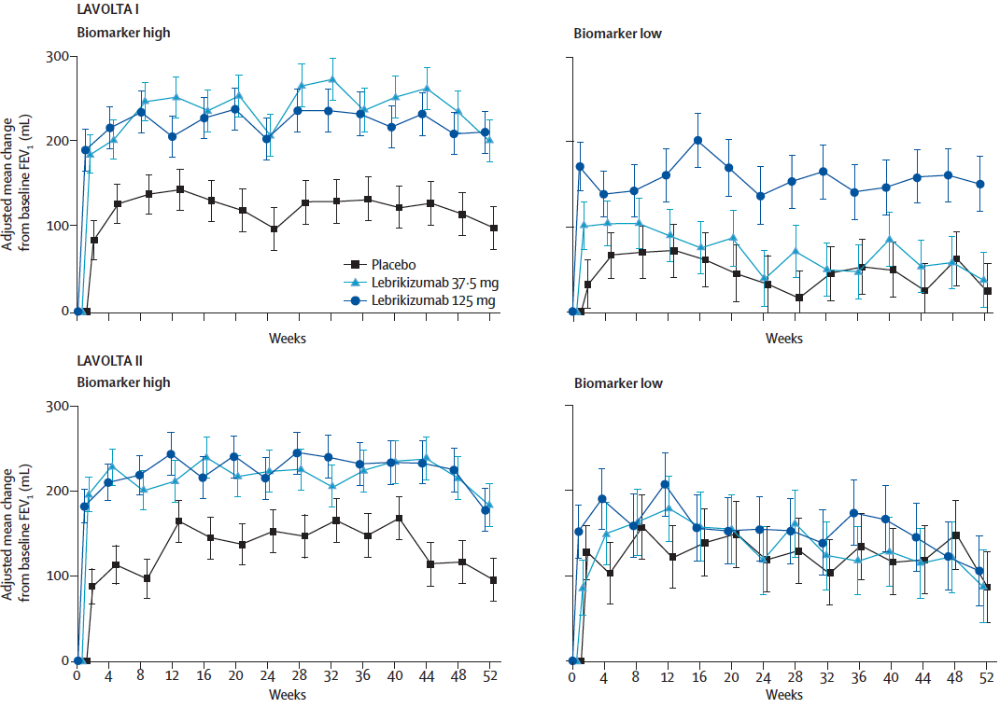 LAVOLTA I
Biomarker high
Biomarker low
300
200
100
0
Adjusted mean change
from baseline FEV1 (mL)
Placebo
Lebrikizumab 37·5 mg
Lebrikizumab 125 mg
Weeks
Weeks
LAVOLTA II
Biomarker high
Biomarker low
300
200
100
0
Adjusted mean change
from baseline FEV1 (mL)
0 4 8 12 16 20 24 28 32 36 40 44 48 52
Weeks
0 4 8 12 16 20 24 28 32 36 40 44 48 52
Weeks